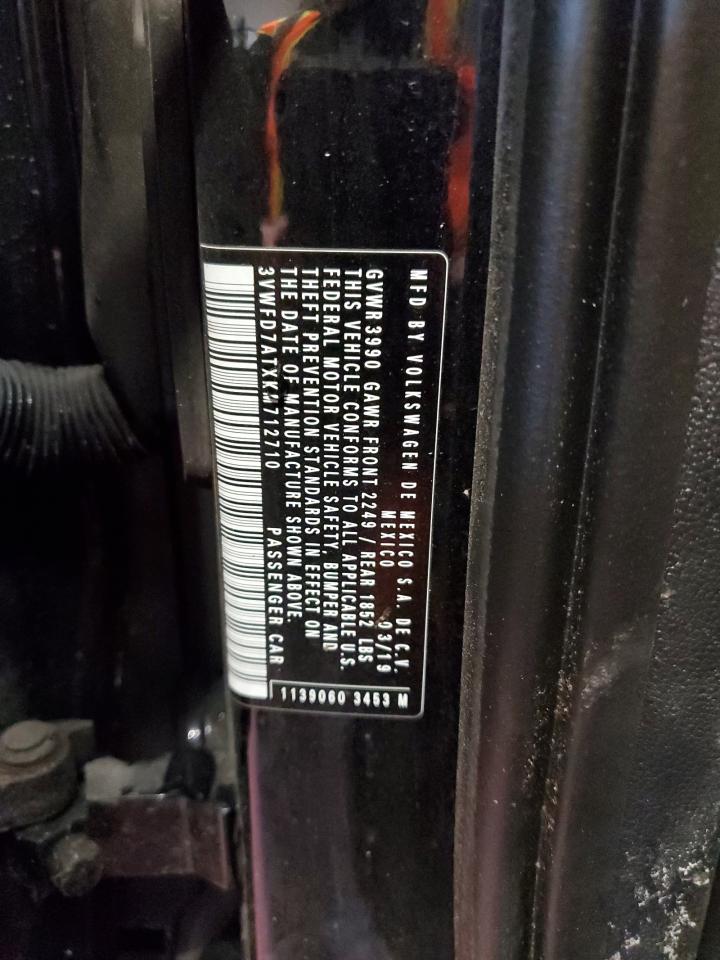 MFD BY VOLKSWAGEN DE MEXICO S.A. DE C.V.
MEXICO 03/19
GVWR 3990 GAWR FRONT 2249 / REAR 1852 LBS
THIS VEHICLE CONFORMS TO ALL APPLICABLE U.S.
FEDERAL MOTOR VEHICLE SAFETY, BUMPER AND
THEFT PREVENTION STANDARDS IN EFFECT ON
THE DATE OF MANUFACTURE SHOWN ABOVE.
3VWFD7ATXKM712710 PASSENGER CAR
1139060 3453 M